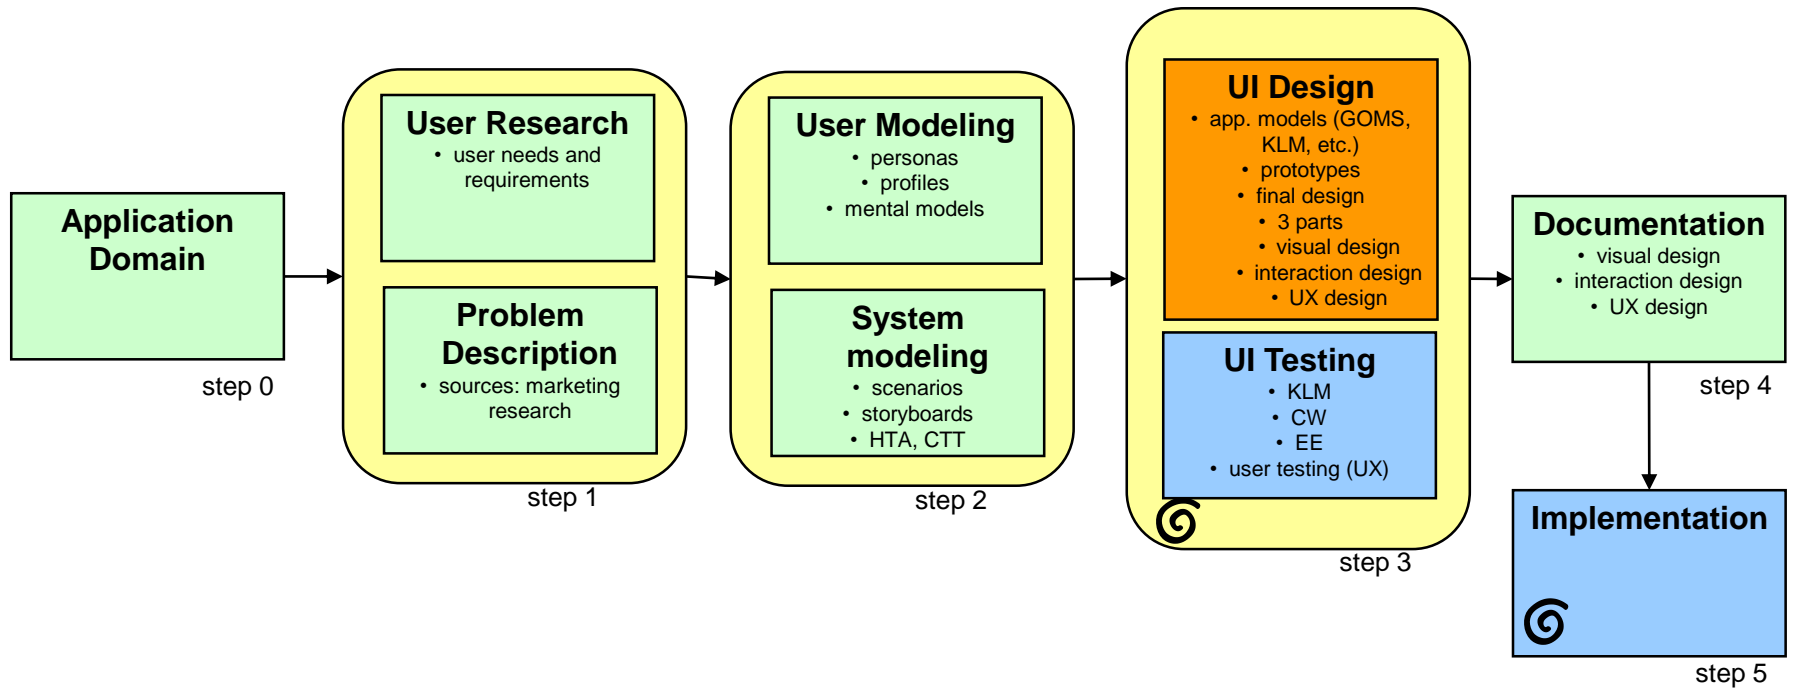 Application
Domain
step 0
User Research
• user needs and
requirements
Problem
Description
• sources: marketing
research
step 1
User Modeling
• personas
• profiles
• mental models
System
modeling
• scenarios
• storyboards
• HTA, CTT
step 2
UI Design
• app. models (GOMS,
KLM, etc.)
• prototypes
• final design
• 3 parts
• visual design
• interaction design
• UX design
UI Testing
• KLM
• CW
• EE
• user testing (UX)
step 3
Documentation
• visual design
• interaction design
• UX design
step 4
Implementation
step 5